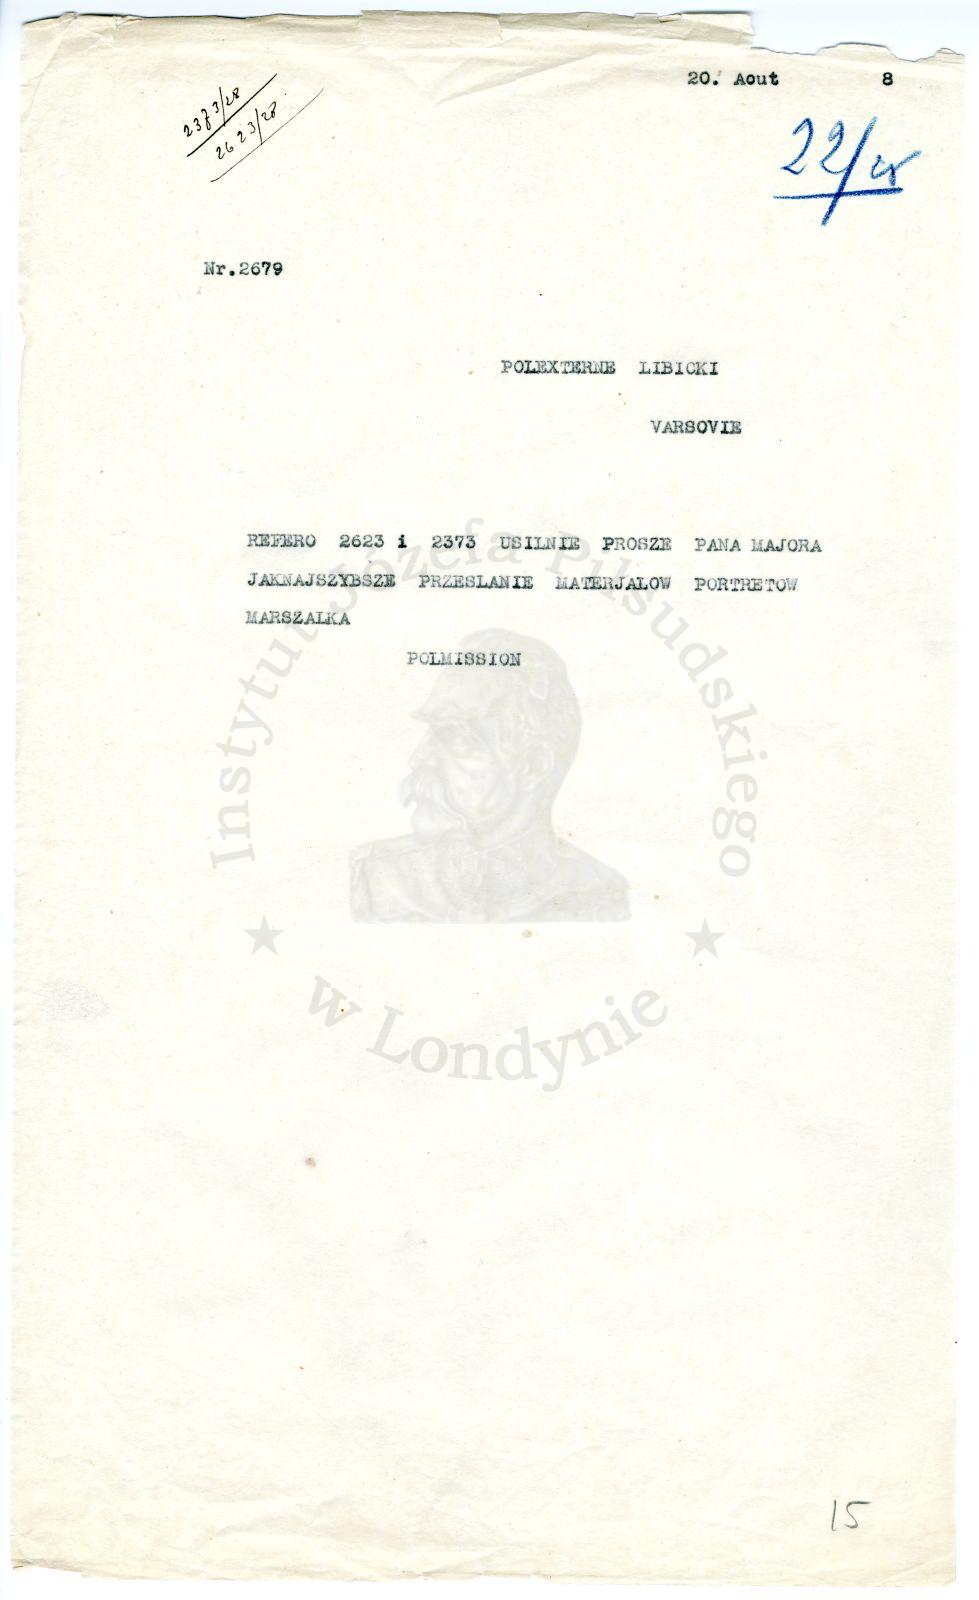 20. Aout 8
2373/28
2623/28
22/28
Nr.2679
POLEXTERNE LIBICKI
VARSOVIE
REFERO 2623 i 2373 USILNIE PROSZE PANA MAJORA
JAKNAJSZYBSZE PRZESLANIE MATERJALOW PORTRETOW
MARSZALKA
POLMISSION
Instytut Józefa Piłsudskiego
w Londynie
15